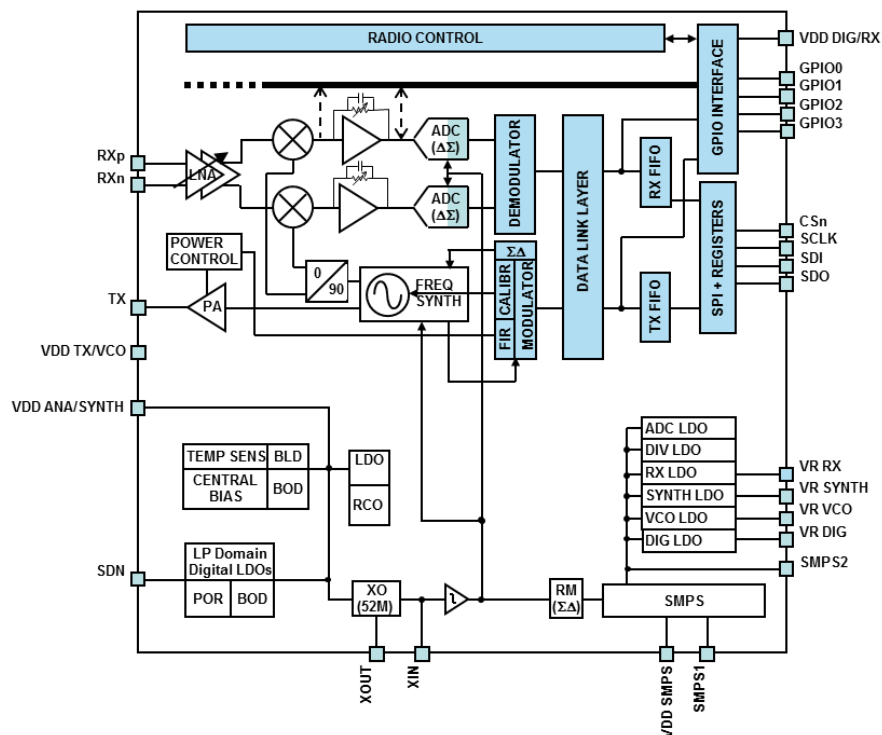 RADIO CONTROL
VDD DIG/RX
GPIO INTERFACE
GPIO0
GPIO1
GPIO2
GPIO3
RXp
RXn
LNA
ADC
(ΔΣ)
ADC
(ΔΣ)
DEMODULATOR
DATA LINK LAYER
RX FIFO
SPI + REGISTERS
CSn
SCLK
SDI
SDO
POWER
CONTROL
0
90
FREQ
SYNTH
ΣΔ
CALIBR
FIR
MODULATOR
TX FIFO
TX
PA
VDD TX/VCO
VDD ANA/SYNTH
TEMP SENS
BLD
CENTRAL
BIAS
BOD
LDO
RCO
ADC LDO
DIV LDO
RX LDO
SYNTH LDO
VCO LDO
DIG LDO
VR RX
VR SYNTH
VR VCO
VR DIG
SMPS2
SDN
LP Domain
Digital LDOs
POR
BOD
XO
(52M)
RM
(ΣΔ)
SMPS
XOUT
XIN
VDD SMPS
SMPS1